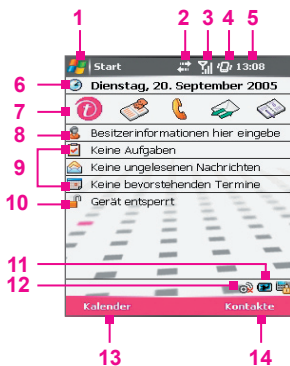 1 2 3 4 5
Start 13:08
6 Dienstag, 20. September 2005
7
8 Besitzerinformationen hier eingebe
Keine Aufgaben
9 Keine ungelesenen Nachrichten
Keine bevorstehenden Termine
10 Gerät entsperrt
11
12
Kalender Kontakte
13 14